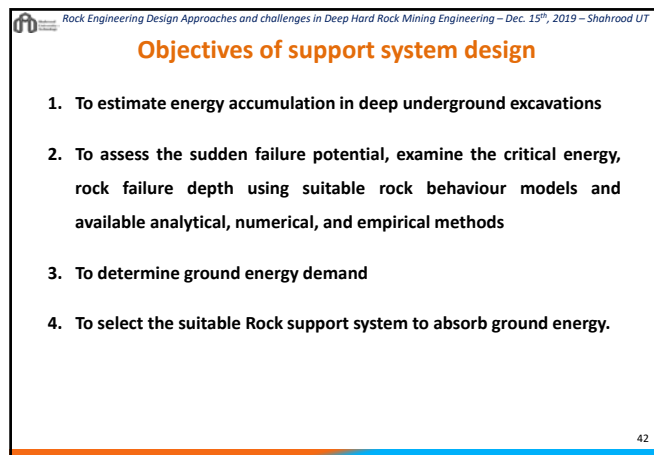 Shahrood
University of
Technology
Rock Engineering Design Approaches and challenges in Deep Hard Rock Mining Engineering – Dec. 15th, 2019 – Shahrood UT
Objectives of support system design
1. To estimate energy accumulation in deep underground excavations
2. To assess the sudden failure potential, examine the critical energy,
rock failure depth using suitable rock behaviour models and
available analytical, numerical, and empirical methods
3. To determine ground energy demand
4. To select the suitable Rock support system to absorb ground energy.
42